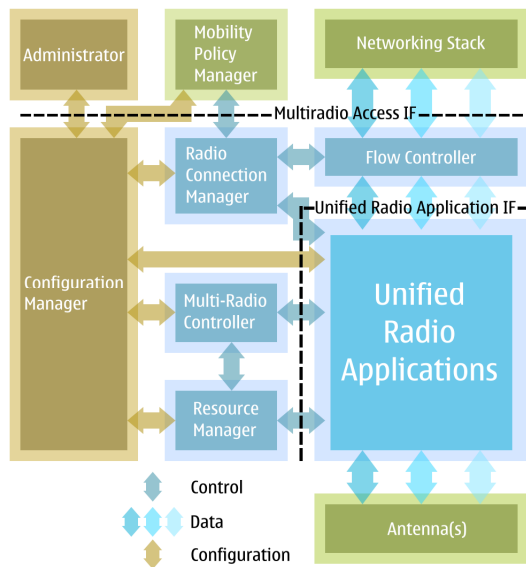 Administrator
Mobility
Policy
Manager
Networking Stack
Multiradio Access IF
Radio
Connection
Manager
Flow Controller
Unified Radio Application IF
Configuration
Manager
Multi-Radio
Controller
Unified
Radio
Applications
Resource
Manager
Control
Data
Configuration
Antenna(s)